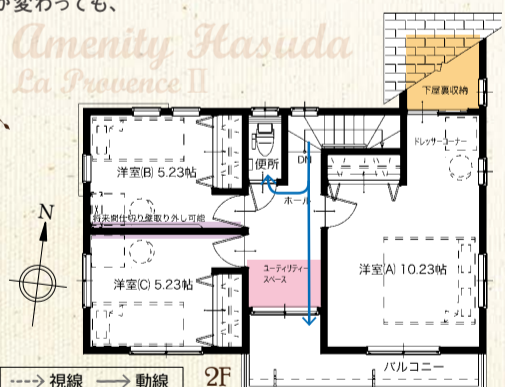 が変わっても、
Amenity Hasuda
La Provence II
下屋裏収納
ドレッサーコーナー
便所
DN
洋室(B) 5.23帖
ホール
将来間仕切り壁取り外し可能
N
ユーティリティー
スペース
洋室(A) 10.23帖
洋室(C) 5.23帖
バルコニー
視線 動線
2F